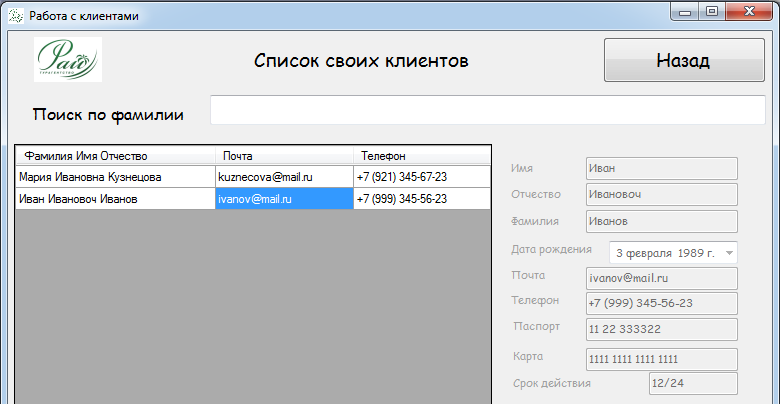 Работа с клиентами
Рай
ТУРАГЕНТСТВО
Список своих клиентов
Назад
Поиск по фамилии
Фамилия Имя Отчество Почта Телефон
Мария Ивановна Кузнецова kuznecova@mail.ru +7 (921) 345-67-23
Иван Ивановоч Иванов ivanov@mail.ru +7 (999) 345-56-23
Имя Иван
Отчество Ивановоч
Фамилия Иванов
Дата рождения 3 февраля 1989 г.
Почта ivanov@mail.ru
Телефон +7 (999) 345-56-23
Паспорт 11 22 333322
Карта 1111 1111 1111 1111
Срок действия 12/24